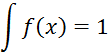 ∫ f(x) = 1